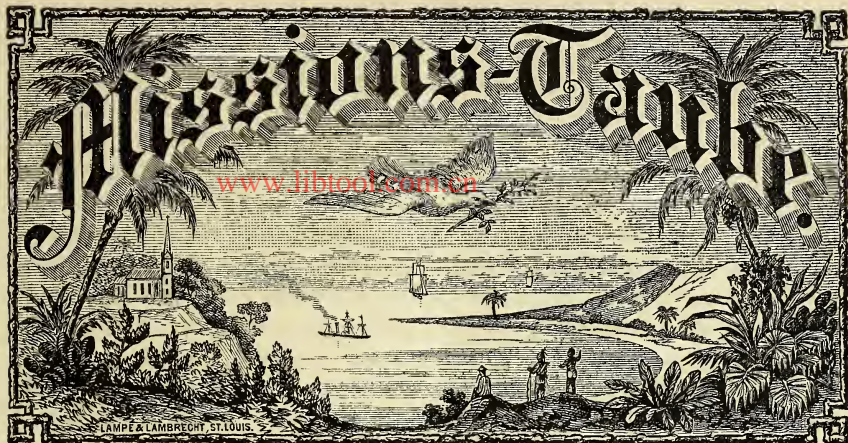 Missions-Taube.
www.libtool.com.cn
LAMPE & LAMBRECHT, ST. LOUIS.